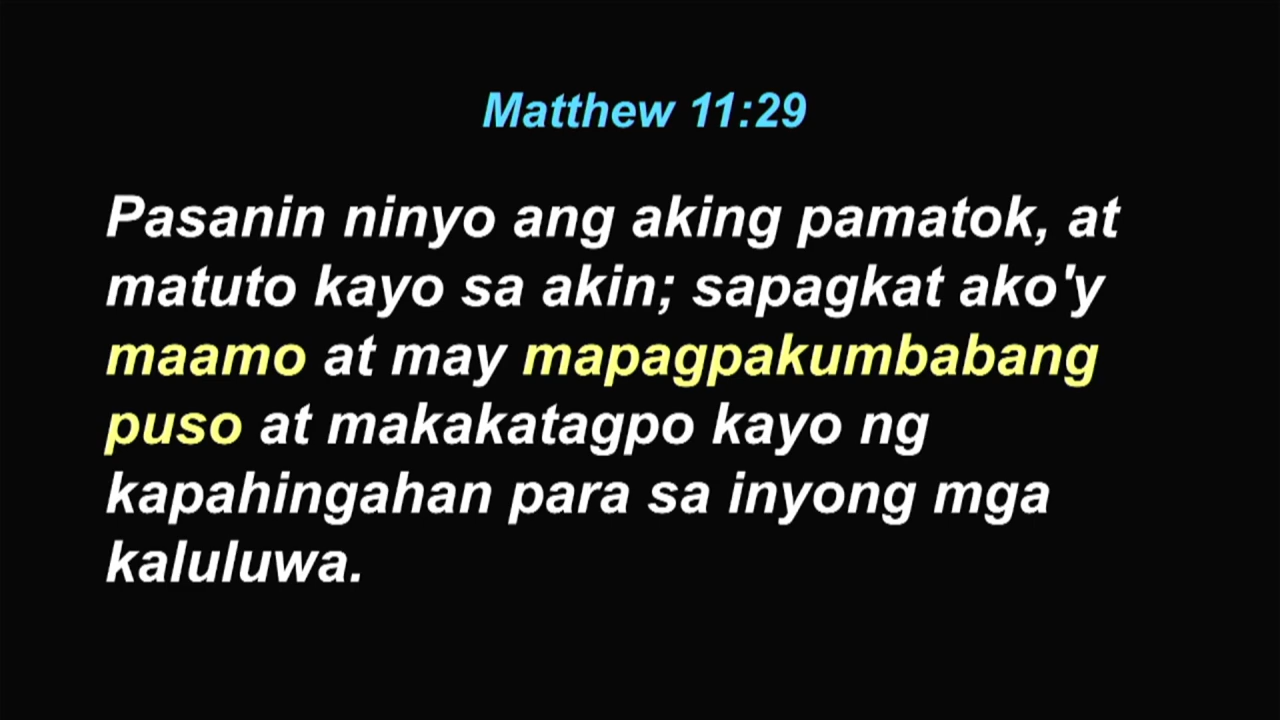 Matthew 11:29
Pasanin ninyo ang aking pamatok, at
matuto kayo sa akin; sapagkat ako'y
maamo at may mapagpakumbabang
puso at makakatagpo kayo ng
kapahingahan para sa inyong mga
kaluluwa.